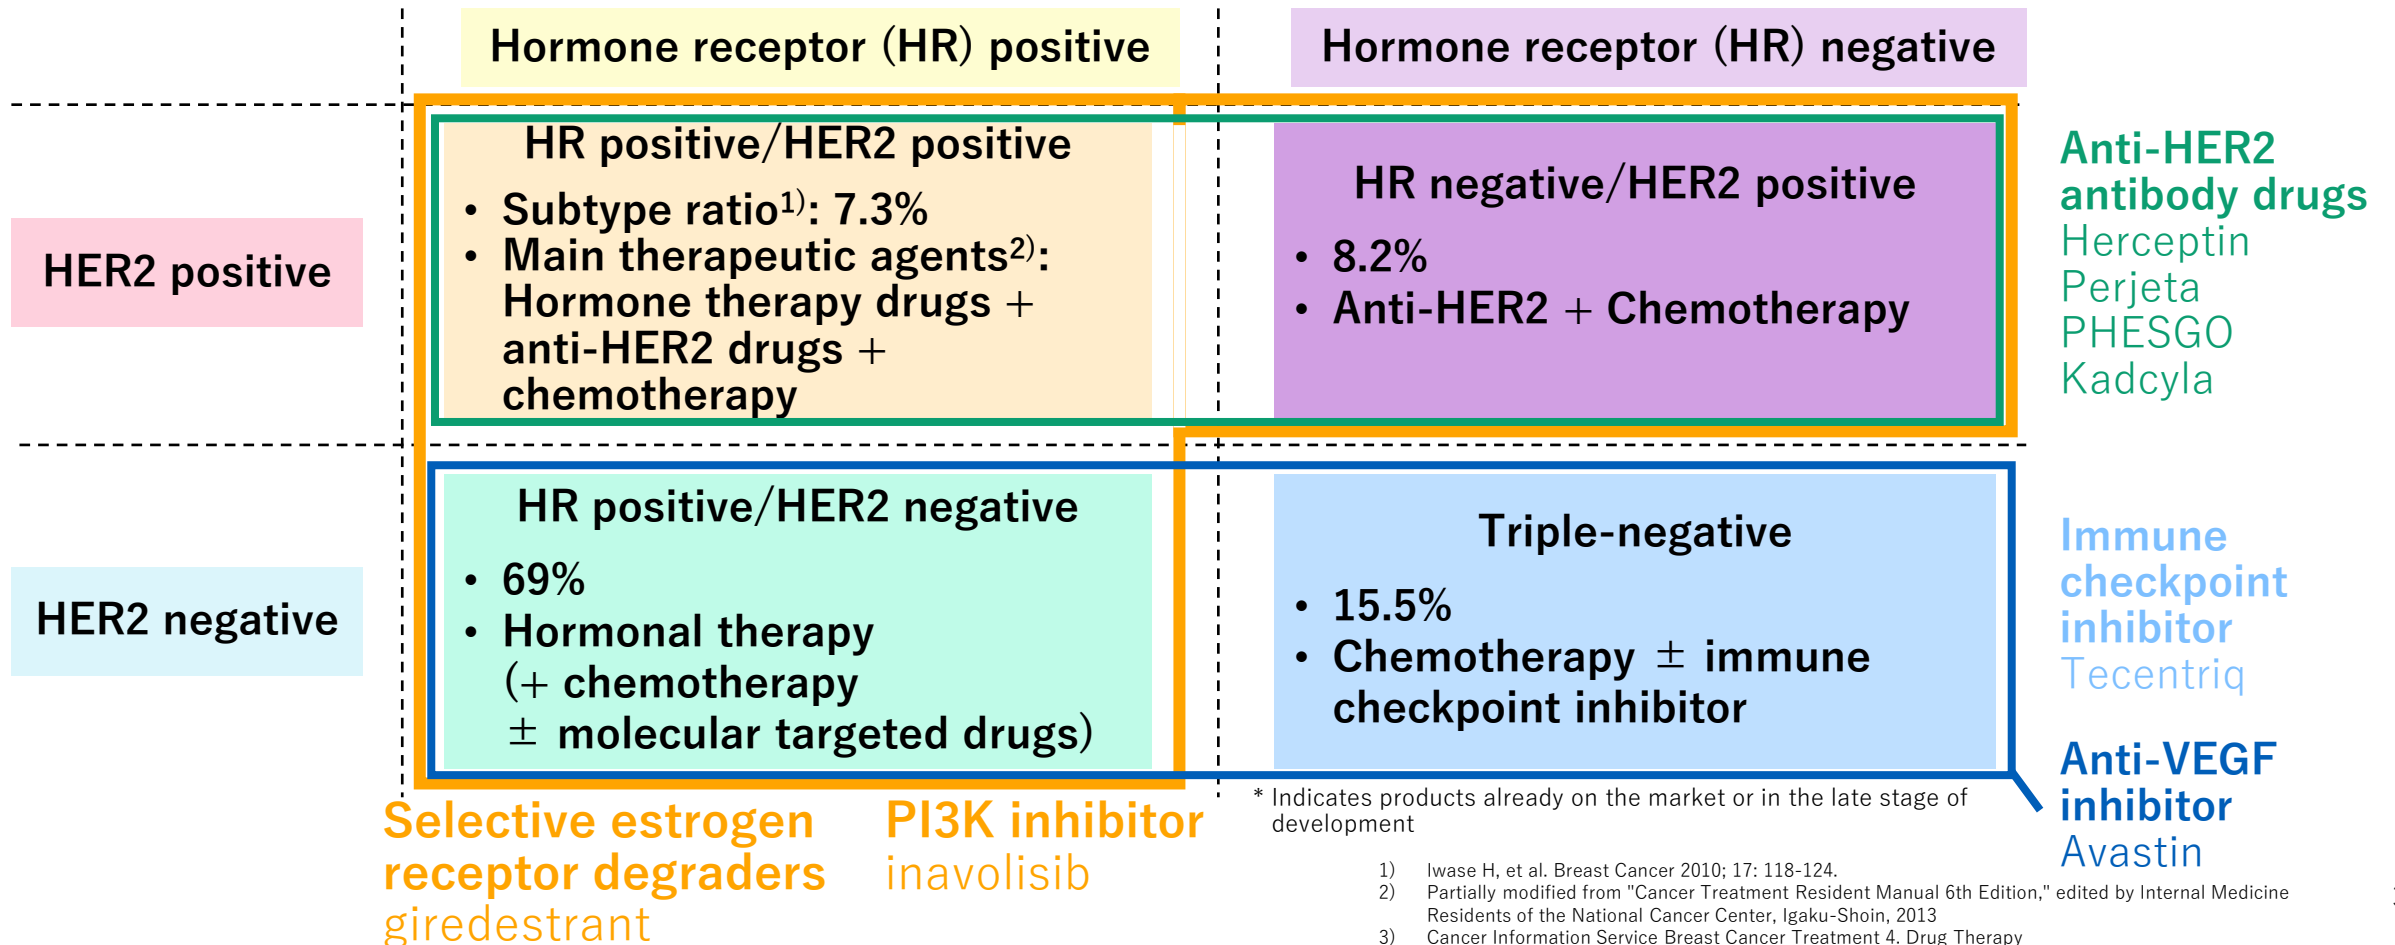 Hormone receptor (HR) positive
Hormone receptor (HR) negative
HER2 positive
HR positive/HER2 positive
• Subtype ratio1): 7.3%
• Main therapeutic agents2):
Hormone therapy drugs +
anti-HER2 drugs +
chemotherapy
HR negative/HER2 positive
• 8.2%
• Anti-HER2 + Chemotherapy
Anti-HER2
antibody drugs
Herceptin
Perjeta
PHESGO
Kadcyla
HER2 negative
HR positive/HER2 negative
• 69%
• Hormonal therapy
(+ chemotherapy
± molecular targeted drugs)
Triple-negative
• 15.5%
• Chemotherapy ± immune
checkpoint inhibitor
Immune
checkpoint
inhibitor
Tecentriq
Anti-VEGF
inhibitor
Avastin
Selective estrogen
receptor degraders
giredestrant
PI3K inhibitor
inavolisib
* Indicates products already on the market or in the late stage of
development
1) Iwase H, et al. Breast Cancer 2010; 17: 118-124.
2) Partially modified from "Cancer Treatment Resident Manual 6th Edition," edited by Internal Medicine
Residents of the National Cancer Center, Igaku-Shoin, 2013
3) Cancer Information Service Breast Cancer Treatment 4. Drug Therapy